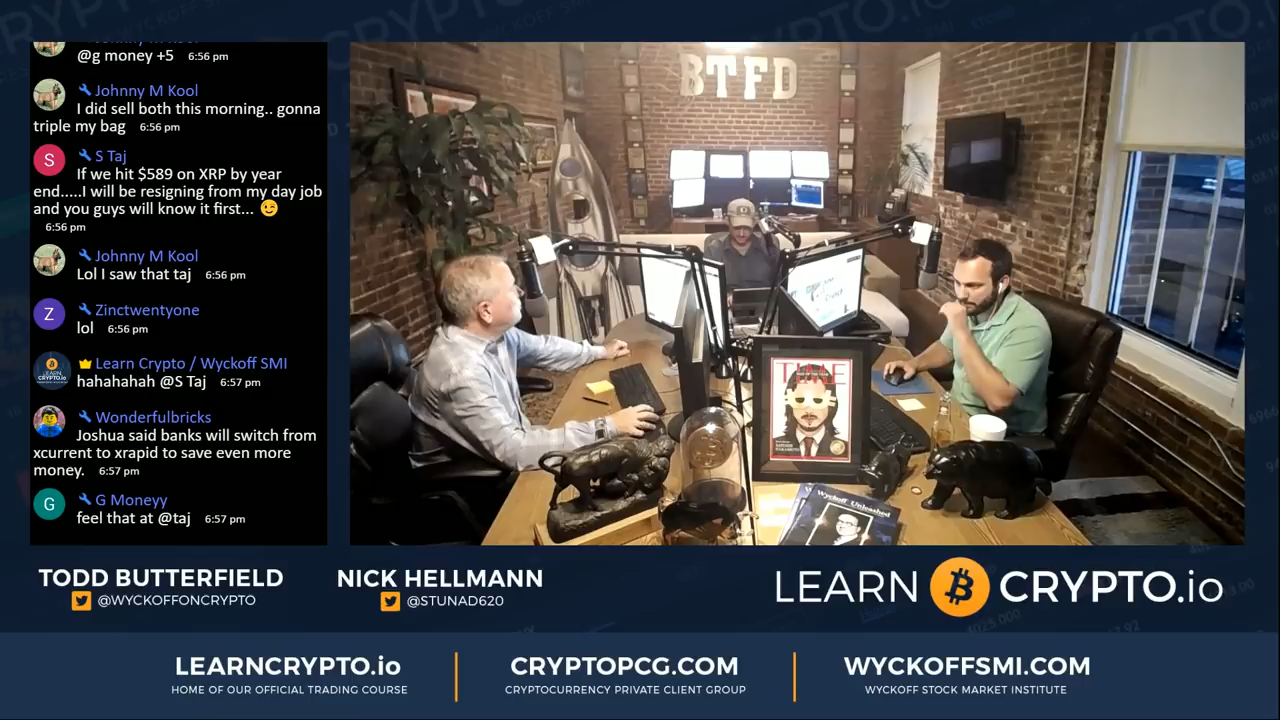 @g money +5 6:56 pm
Johnny M Kool
I did sell both this morning.. gonna
triple my bag 6:56 pm
S Taj
If we hit $589 on XRP by year
end.....I will be resigning from my day job
and you guys will know it first... 😉
6:56 pm
Johnny M Kool
Lol I saw that taj 6:56 pm
Zinctwentyone
lol 6:56 pm
Learn Crypto / Wyckoff SMI
hahahahah @S Taj 6:57 pm
Wonderfulbricks
Joshua said banks will switch from
xcurrent to xrapid to save even more
money. 6:57 pm
G Moneyy
feel that at @taj 6:57 pm
S
Z
G
BTFD
TIME
Wyckoff Unleashed
TODD BUTTERFIELD
@WYCKOFFONCRYPTO
NICK HELLMANN
@STUNAD620
LEARN CRYPTO.io
LEARNCRYPTO.io
HOME OF OUR OFFICIAL TRADING COURSE
CRYPTOPCG.COM
CRYPTOCURRENCY PRIVATE CLIENT GROUP
WYCKOFFSMI.COM
WYCKOFF STOCK MARKET INSTITUTE